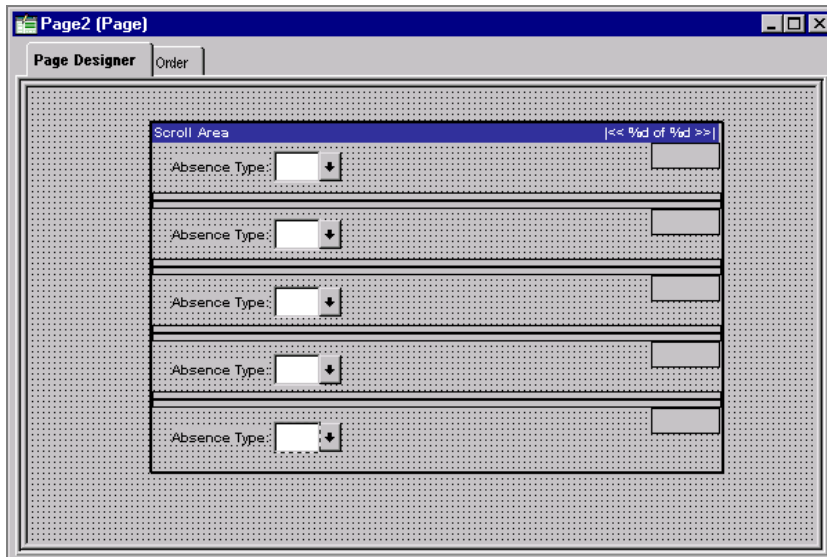 Page2 (Page)
Page Designer
Order
Scroll Area |<< %d of %d >>|
Absence Type:
Absence Type:
Absence Type:
Absence Type:
Absence Type: